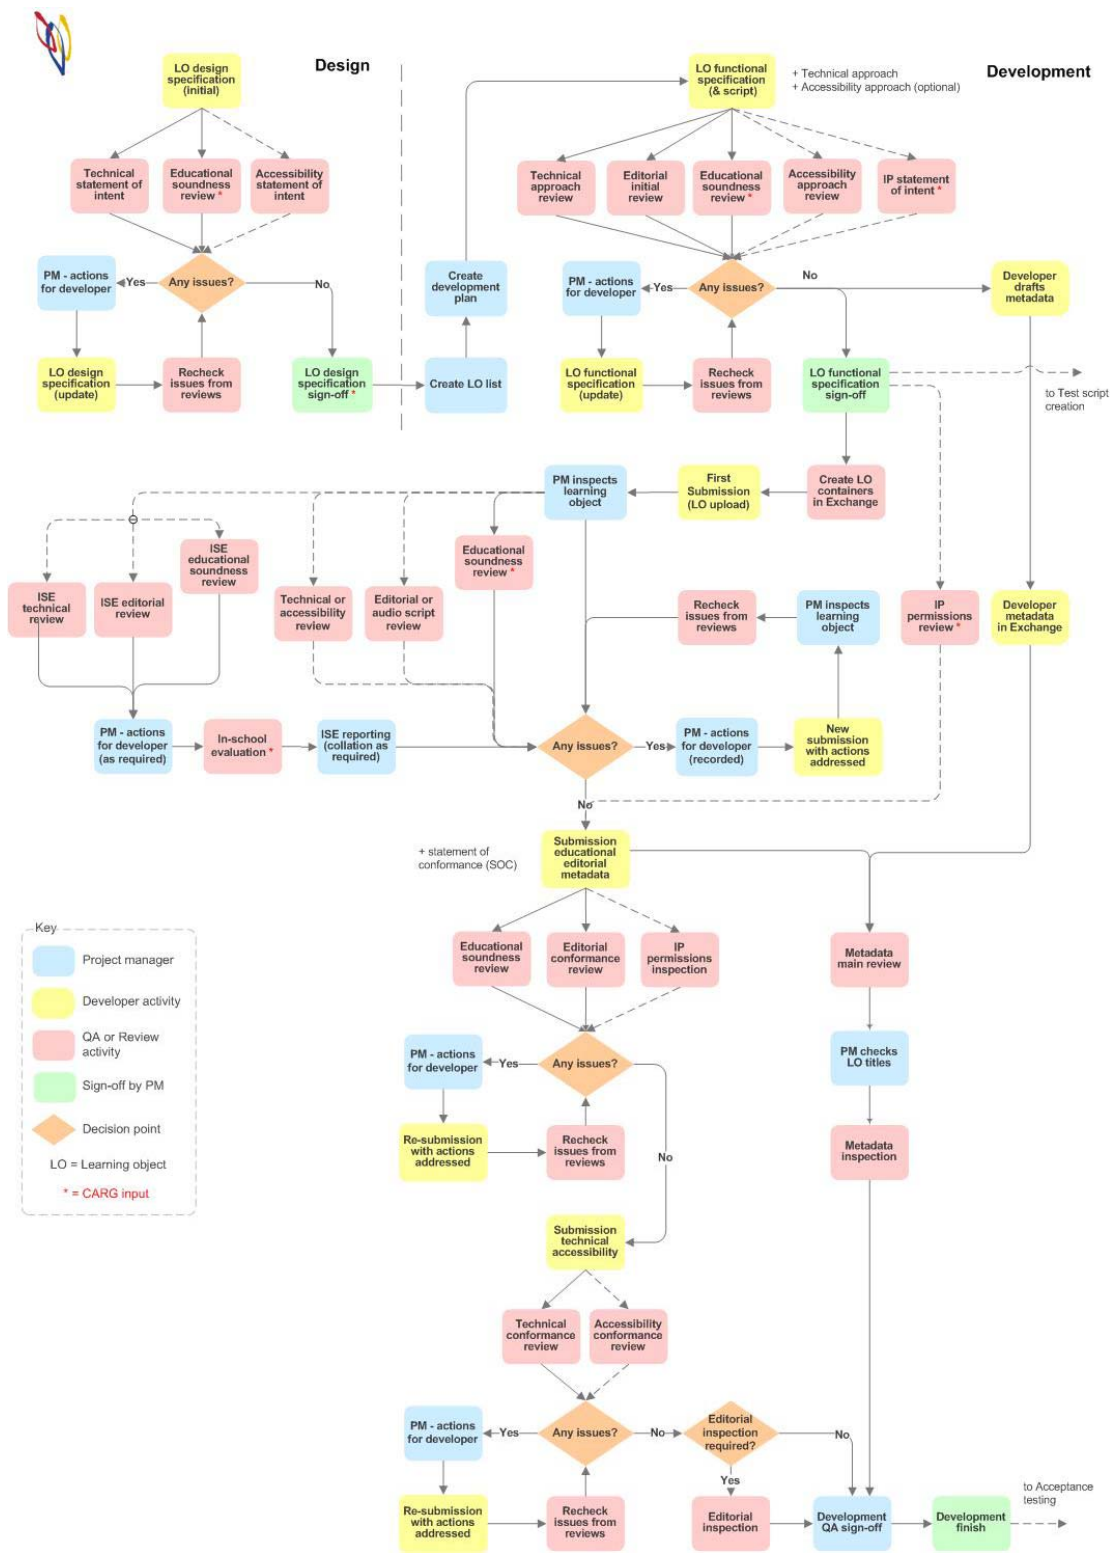 Design
Development
LO design
specification
(initial)
Technical
statement of
intent
Educational
soundness
review *
Accessibility
statement
of intent
PM - actions
for developer
Yes
Any issues?
No
LO design
specification
(update)
Recheck
issues from
reviews
LO design
specification
sign-off *
Create
development
plan
Create LO list
LO functional
specification
(& script)
+ Technical approach
+ Accessibility approach (optional)
Technical
approach
review
Editorial
initial
review
Educational
soundness
review *
Accessibility
approach
review
IP statement
of intent *
PM - actions
for developer
Yes
Any issues?
No
Developer
drafts
metadata
LO functional
specification
(update)
Recheck
issues from
reviews
LO functional
specification
sign-off
to Test script
creation
PM inspects
learning
object
First
Submission
(LO upload)
Create LO
containers
in Exchange
ISE
technical
review
ISE editorial
review
ISE
educational
soundness
review
Technical or
accessibility
review
Editorial or
audio script
review
Educational
soundness
review *
Recheck
issues from
reviews
PM inspects
learning
object
IP
permissions
review *
Developer
metadata
in Exchange
PM - actions
for developer
(as required)
In-school
evaluation *
ISE reporting
(collation as
required)
Any issues?
Yes
PM - actions
for developer
(recorded)
New
submission
with actions
addressed
No
+ statement of
conformance (SOC)
Submission
educational
editorial
metadata
Educational
soundness
review
Editorial
conformance
review
IP
permissions
inspection
Metadata
main review
PM - actions
for developer
Yes
Any issues?
PM checks
LO titles
Re-submission
with actions
addressed
Recheck
issues from
reviews
No
Metadata
inspection
Key
Project manager
Developer activity
QA or Review
activity
Sign-off by PM
Decision point
LO = Learning object
* = CARG input
Submission
technical
accessibility
Technical
conformance
review
Accessibility
conformance
review
PM - actions
for developer
Yes
Any issues?
No
Editorial
inspection
required?
No
Yes
Re-submission
with actions
addressed
Recheck
issues from
reviews
Editorial
inspection
Development
QA sign-off
Development
finish
to Acceptance
testing